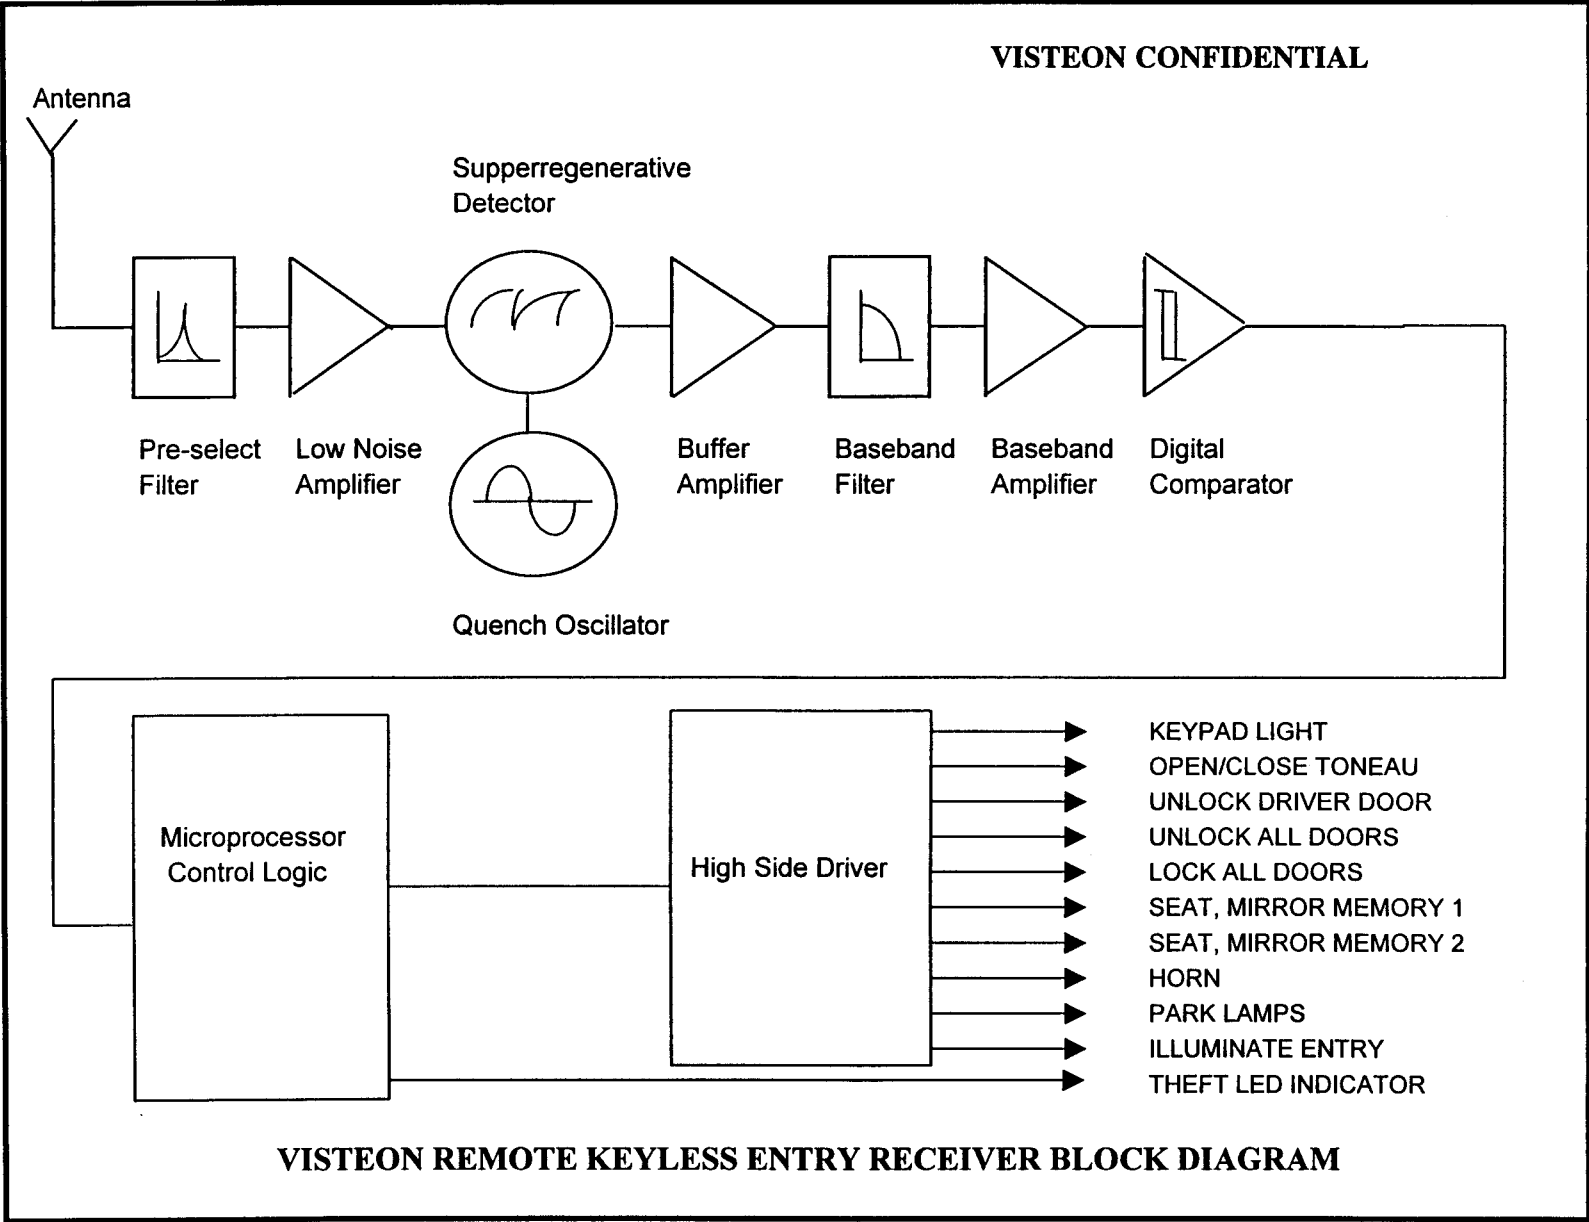 VISTEON CONFIDENTIAL
Antenna
Supperregenerative
Detector
Pre-select
Filter
Low Noise
Amplifier
Buffer
Amplifier
Baseband
Filter
Baseband
Amplifier
Digital
Comparator
Quench Oscillator
Microprocessor
Control Logic
High Side Driver
KEYPAD LIGHT
OPEN/CLOSE TONEAU
UNLOCK DRIVER DOOR
UNLOCK ALL DOORS
LOCK ALL DOORS
SEAT, MIRROR MEMORY 1
SEAT, MIRROR MEMORY 2
HORN
PARK LAMPS
ILLUMINATE ENTRY
THEFT LED INDICATOR
VISTEON REMOTE KEYLESS ENTRY RECEIVER BLOCK DIAGRAM